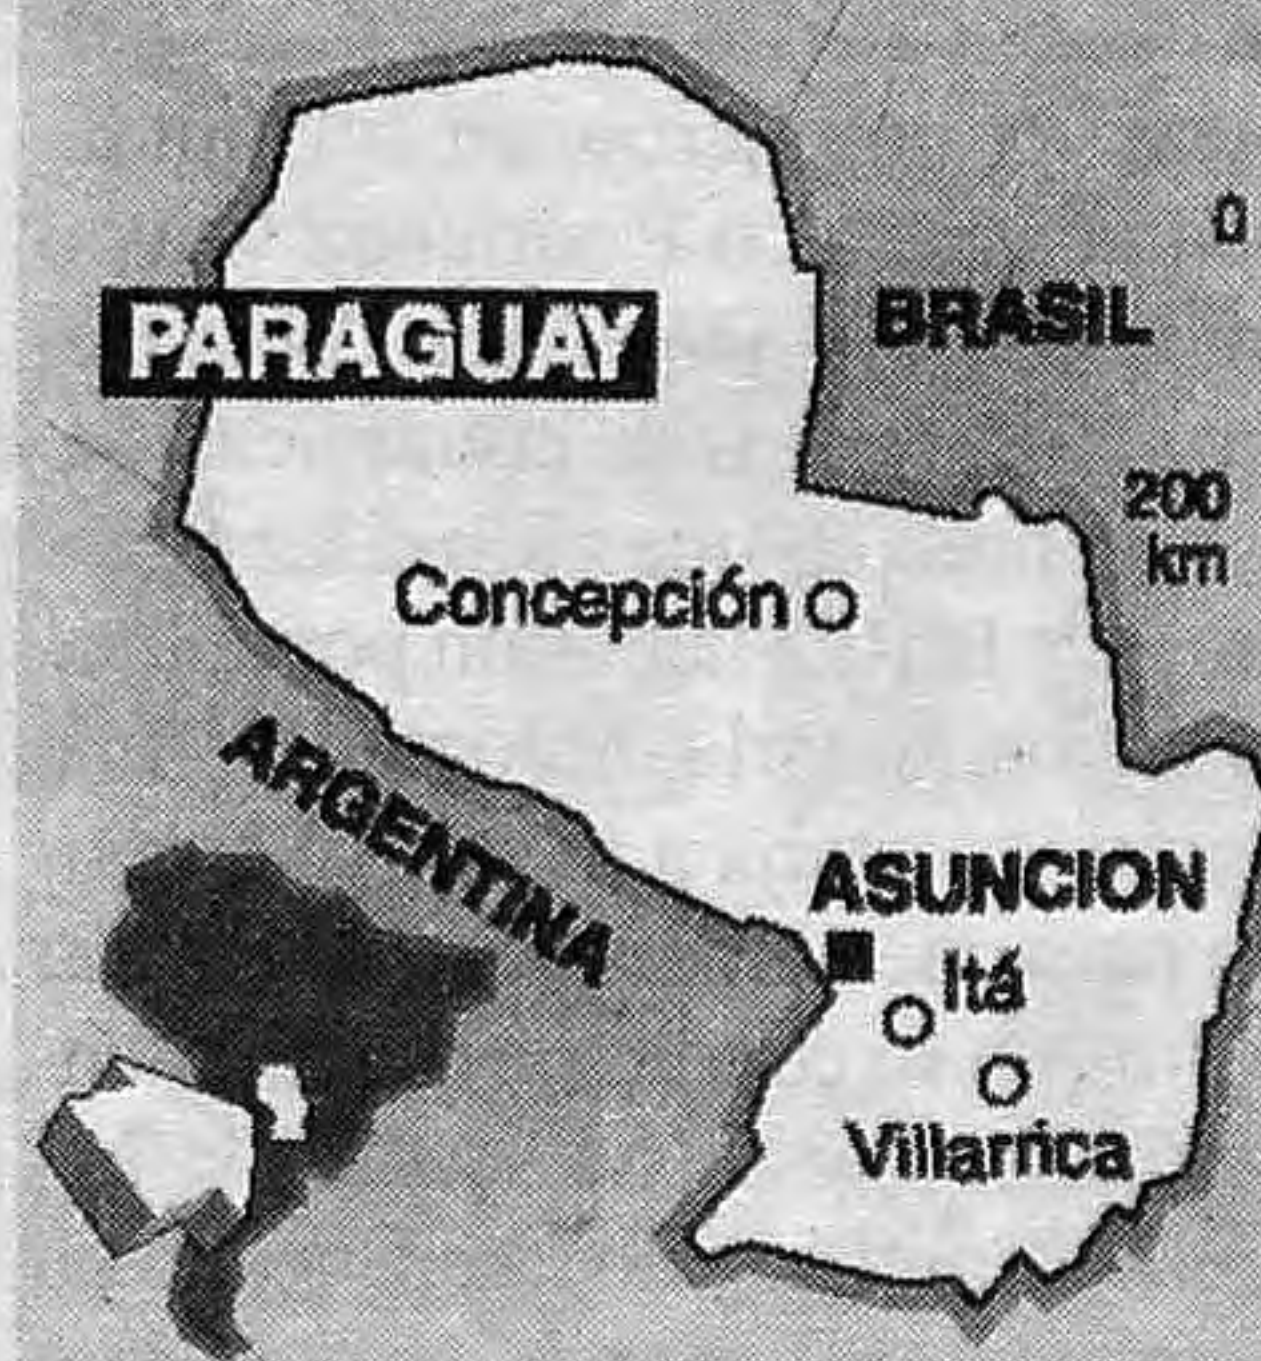 0
PARAGUAY
BRASIL
200
km
Concepción
ARGENTINA
ASUNCION
Itá
Villarrica